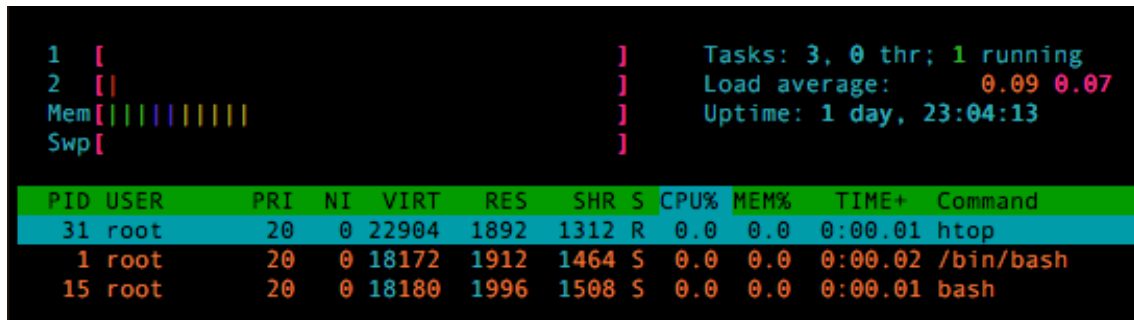 1 [ ] Tasks: 3, 0 thr; 1 running
2 [| ] Load average: 0.09 0.07
Mem[||||||||||| ] Uptime: 1 day, 23:04:13
Swp[ ]
PID USER PRI NI VIRT RES SHR S CPU% MEM% TIME+ Command
31 root 20 0 22904 1892 1312 R 0.0 0.0 0:00.01 htop
1 root 20 0 18172 1912 1464 S 0.0 0.0 0:00.02 /bin/bash
15 root 20 0 18180 1996 1508 S 0.0 0.0 0:00.01 bash